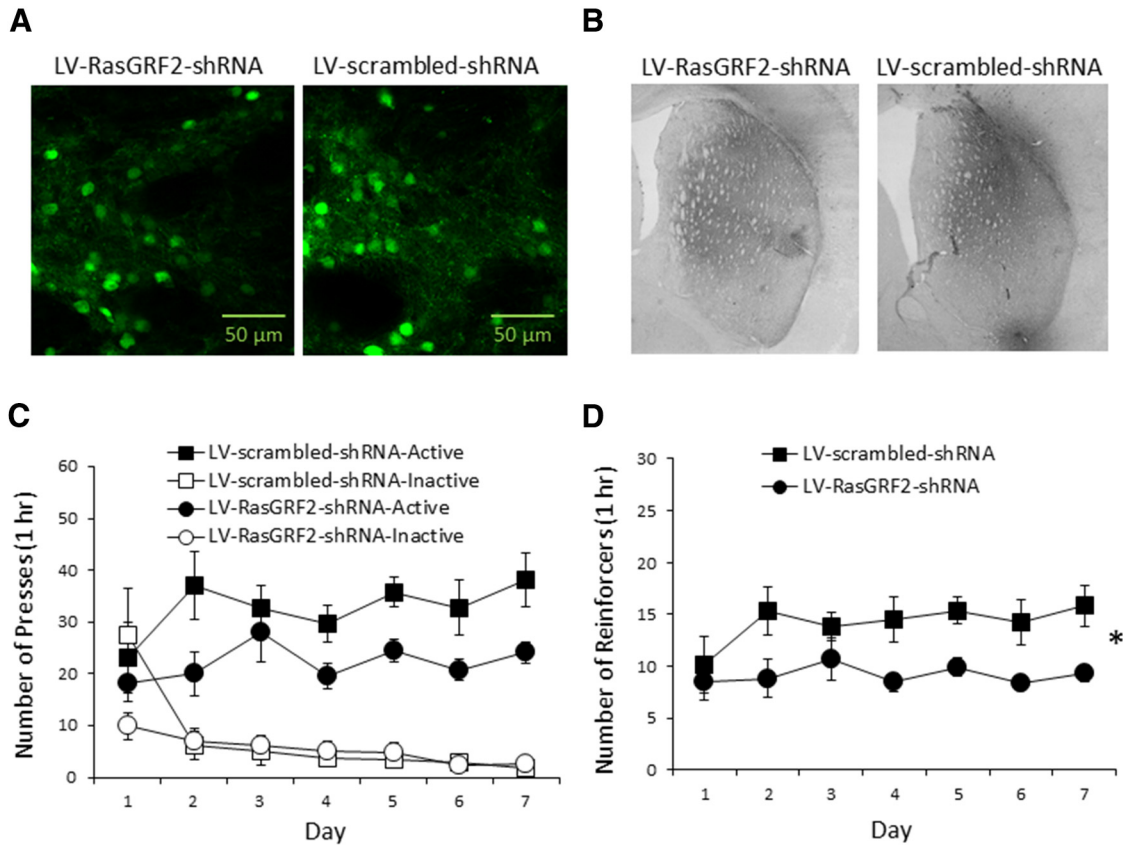 A
LV-RasGRF2-shRNA
LV-scrambled-shRNA
50 µm
50 µm
B
LV-RasGRF2-shRNA
LV-scrambled-shRNA
C
LV-scrambled-shRNA-Active
LV-scrambled-shRNA-Inactive
LV-RasGRF2-shRNA-Active
LV-RasGRF2-shRNA-Inactive
Number of Presses (1 hr)
60
50
40
30
20
10
0
1 2 3 4 5 6 7
Day
D
LV-scrambled-shRNA
LV-RasGRF2-shRNA
Number of Reinforcers (1 hr)
30
25
20
15
10
5
0
*
1 2 3 4 5 6 7
Day